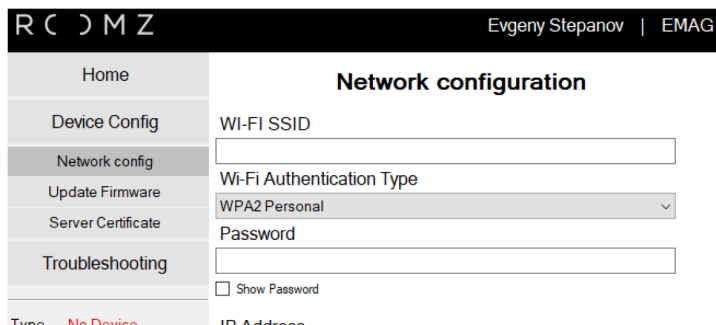 ROOMZ
Evgeny Stepanov | EMAG
Home
Device Config
Network config
Update Firmware
Server Certificate
Troubleshooting
Type No Device
Network configuration
WI-FI SSID
Wi-Fi Authentication Type
WPA2 Personal
Password
Show Password
IP Address